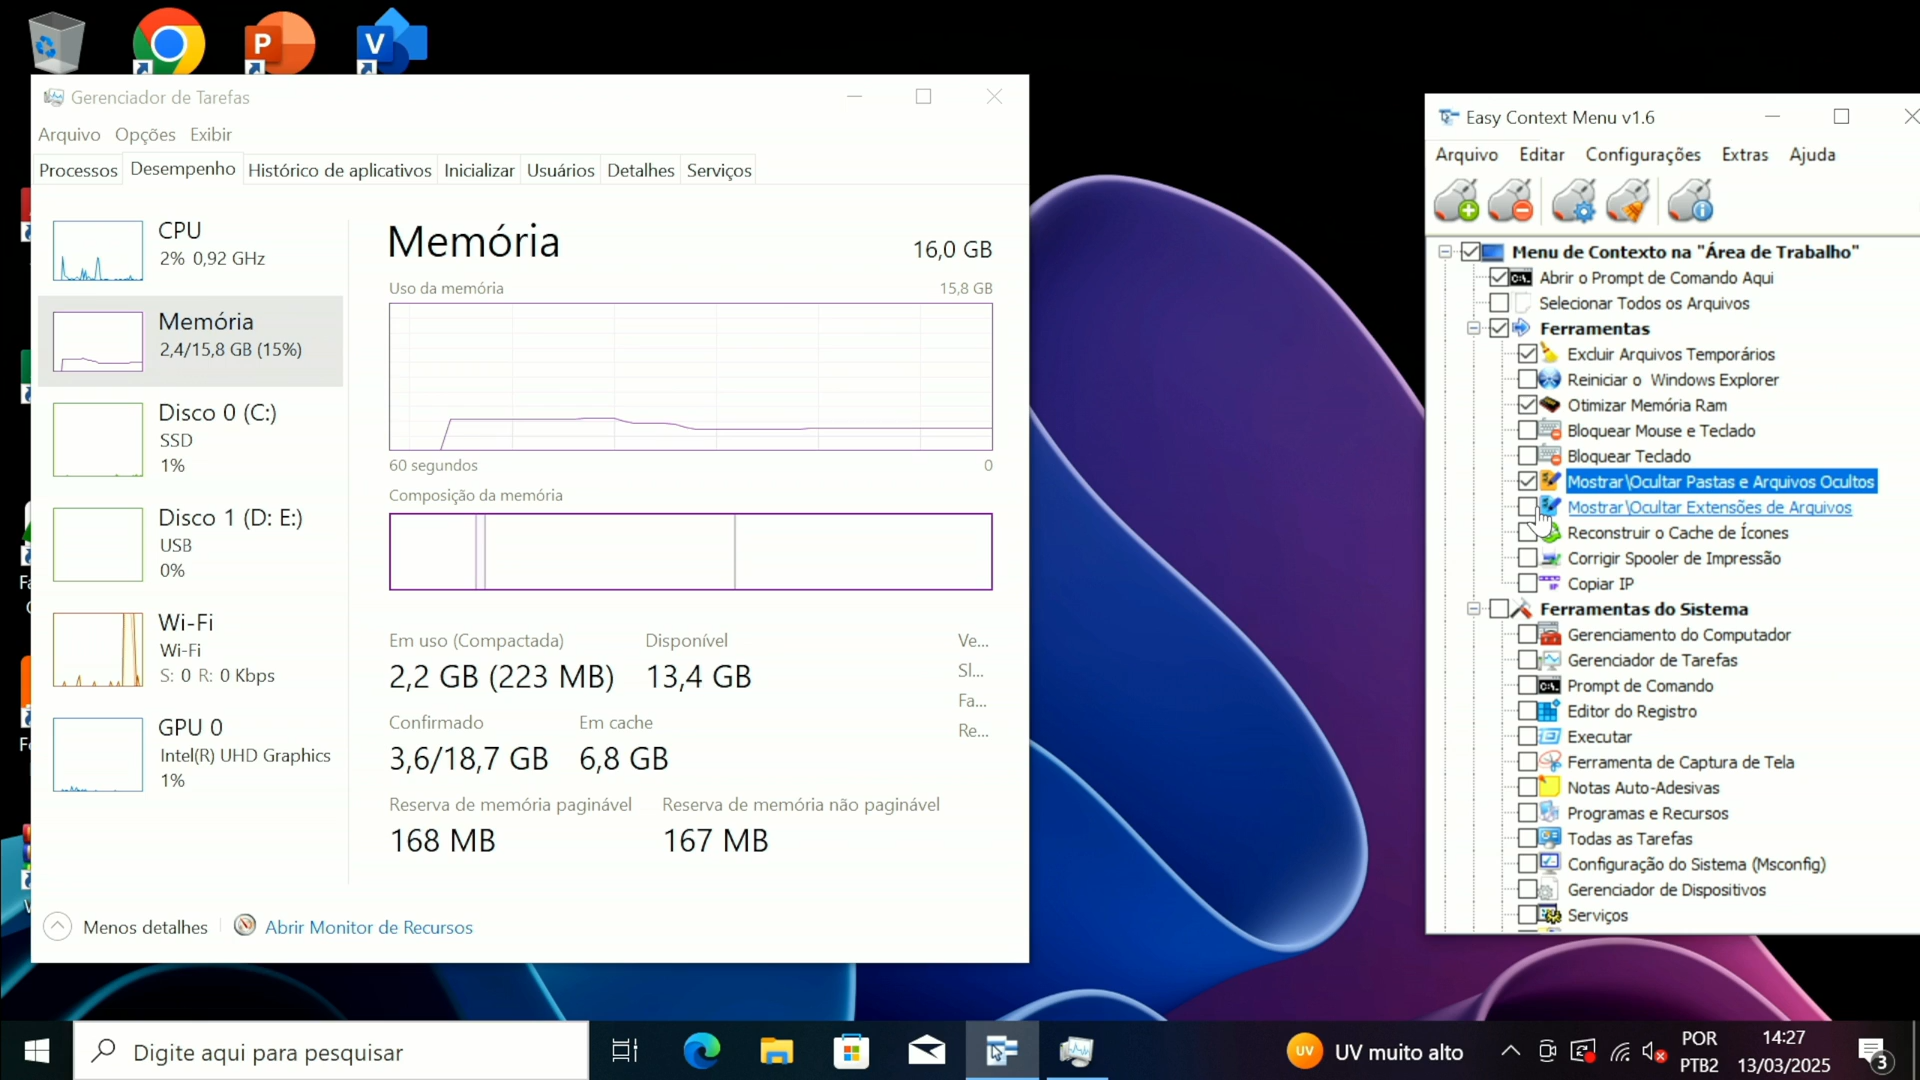 Gerenciador de Tarefas
Arquivo Opções Exibir
Processos Desempenho Histórico de aplicativos Inicializar Usuários Detalhes Serviços
CPU
2% 0,92 GHz
Memória
2,4/15,8 GB (15%)
Disco 0 (C:)
SSD
1%
Disco 1 (D: E:)
USB
0%
Wi-Fi
Wi-Fi
S: 0 R: 0 Kbps
GPU 0
Intel(R) UHD Graphics
1%
Memória
16,0 GB
Uso da memória
15,8 GB
60 segundos
0
Composição da memória
Em uso (Compactada)
Disponível
Ve...
2,2 GB (223 MB)
13,4 GB
Sl...
Fa...
Confirmado
Em cache
Re...
3,6/18,7 GB
6,8 GB
Reserva de memória paginável
Reserva de memória não paginável
168 MB
167 MB
Menos detalhes
Abrir Monitor de Recursos
Easy Context Menu v1.6
Arquivo Editar Configurações Extras Ajuda
Menu de Contexto na "Área de Trabalho"
Abrir o Prompt de Comando Aqui
Selecionar Todos os Arquivos
Ferramentas
Excluir Arquivos Temporários
Reiniciar o Windows Explorer
Otimizar Memória Ram
Bloquear Mouse e Teclado
Bloquear Teclado
Mostrar\Ocultar Pastas e Arquivos Ocultos
Mostrar\Ocultar Extensões de Arquivos
Reconstruir o Cache de Ícones
Corrigir Spooler de Impressão
Copiar IP
Ferramentas do Sistema
Gerenciamento do Computador
Gerenciador de Tarefas
Prompt de Comando
Editor do Registro
Executar
Ferramenta de Captura de Tela
Notas Auto-Adesivas
Programas e Recursos
Todas as Tarefas
Configuração do Sistema (Msconfig)
Gerenciador de Dispositivos
Serviços
Digite aqui para pesquisar
UV
UV muito alto
POR
PTB2
14:27
13/03/2025
3